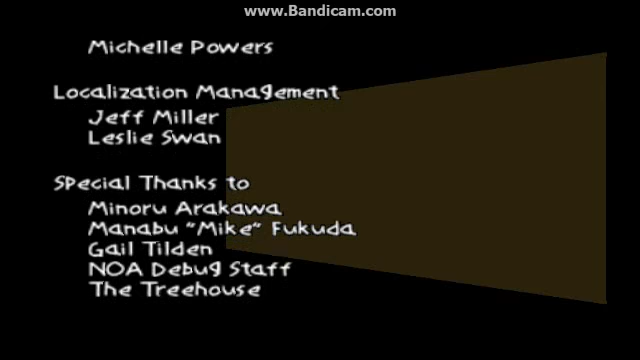 www.Bandicam.com
Michelle Powers
Localization Management
Jeff Miller
Leslie Swan
Special Thanks to
Minoru Arakawa
Manabu "Mike" Fukuda
Gail Tilden
NOA Debug Staff
The Treehouse